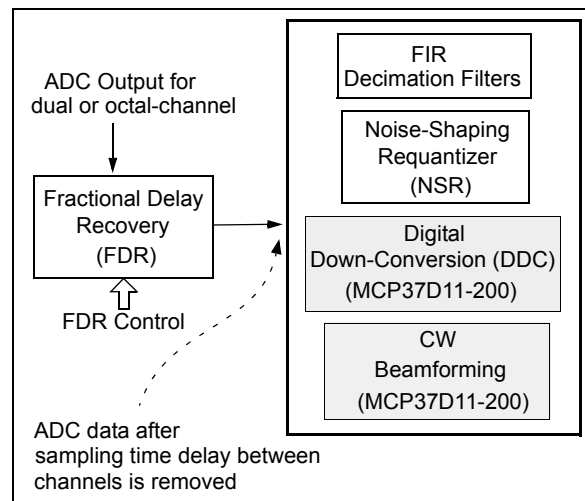 ADC Output for
dual or octal-channel
Fractional Delay
Recovery
(FDR)
FDR Control
ADC data after
sampling time delay between
channels is removed
FIR
Decimation Filters
Noise-Shaping
Requantizer
(NSR)
Digital
Down-Conversion (DDC)
(MCP37D11-200)
CW
Beamforming
(MCP37D11-200)